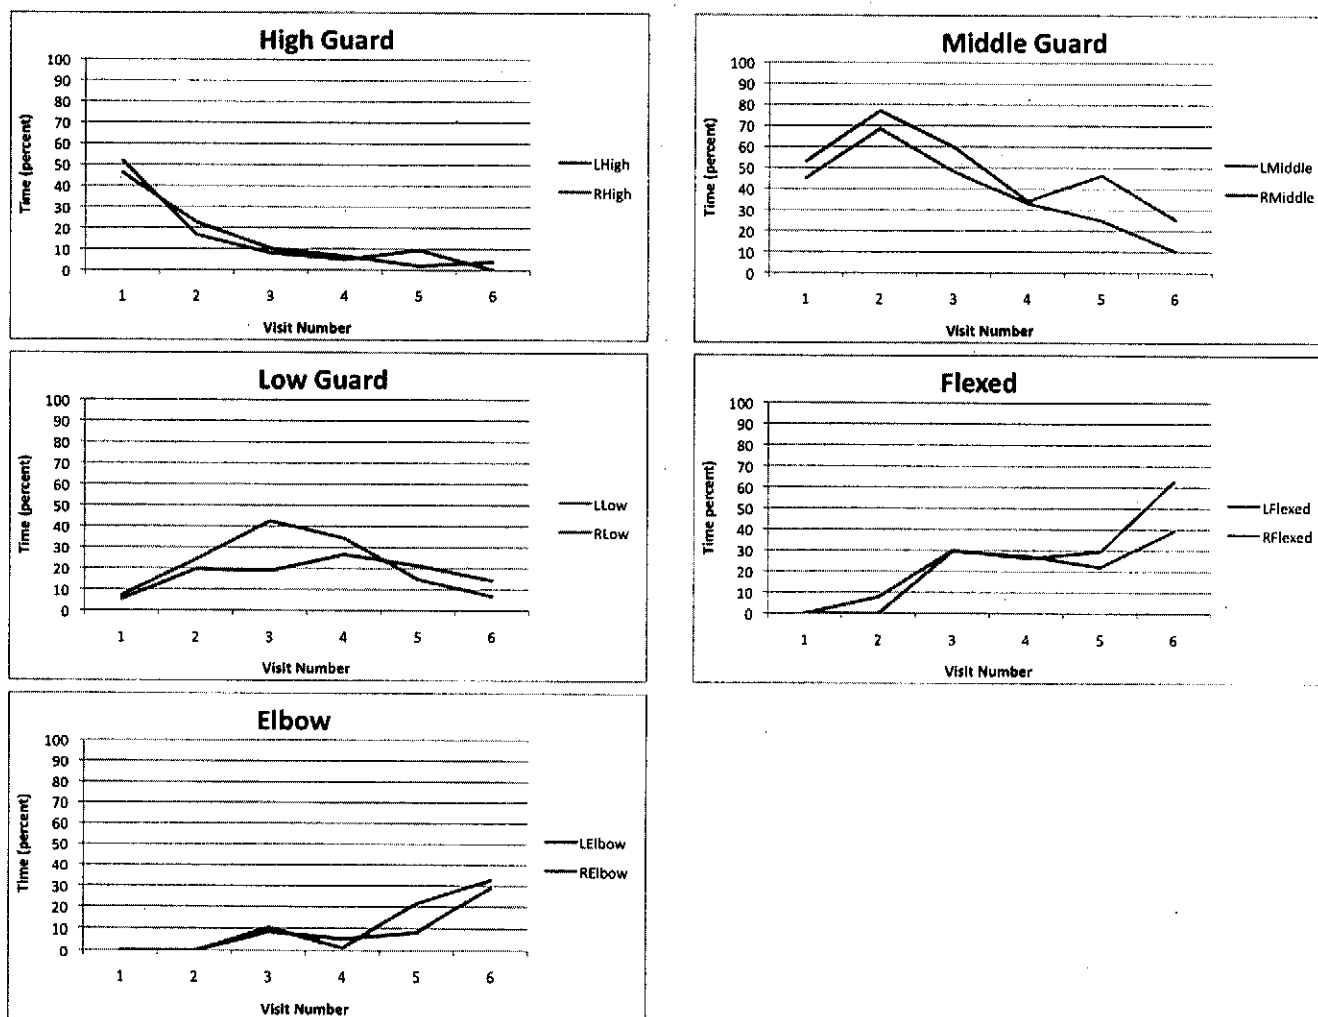 High Guard
100
90
80
70
60
50
40
30
20
10
0
Time (percent)
1 2 3 4 5 6
Visit Number
LHigh
RHigh
Middle Guard
100
90
80
70
60
50
40
30
20
10
0
Time (percent)
1 2 3 4 5 6
Visit Number
LMiddle
RMiddle
Low Guard
100
90
80
70
60
50
40
30
20
10
0
Time (percent)
1 2 3 4 5 6
Visit Number
LLow
RLow
Flexed
100
90
80
70
60
50
40
30
20
10
0
Time percent)
1 2 3 4 5 6
Visit Number
LFlexed
RFlexed
Elbow
100
90
80
70
60
50
40
30
20
10
0
Time (percent)
1 2 3 4 5 6
Visit Number
LElbow
RElbow